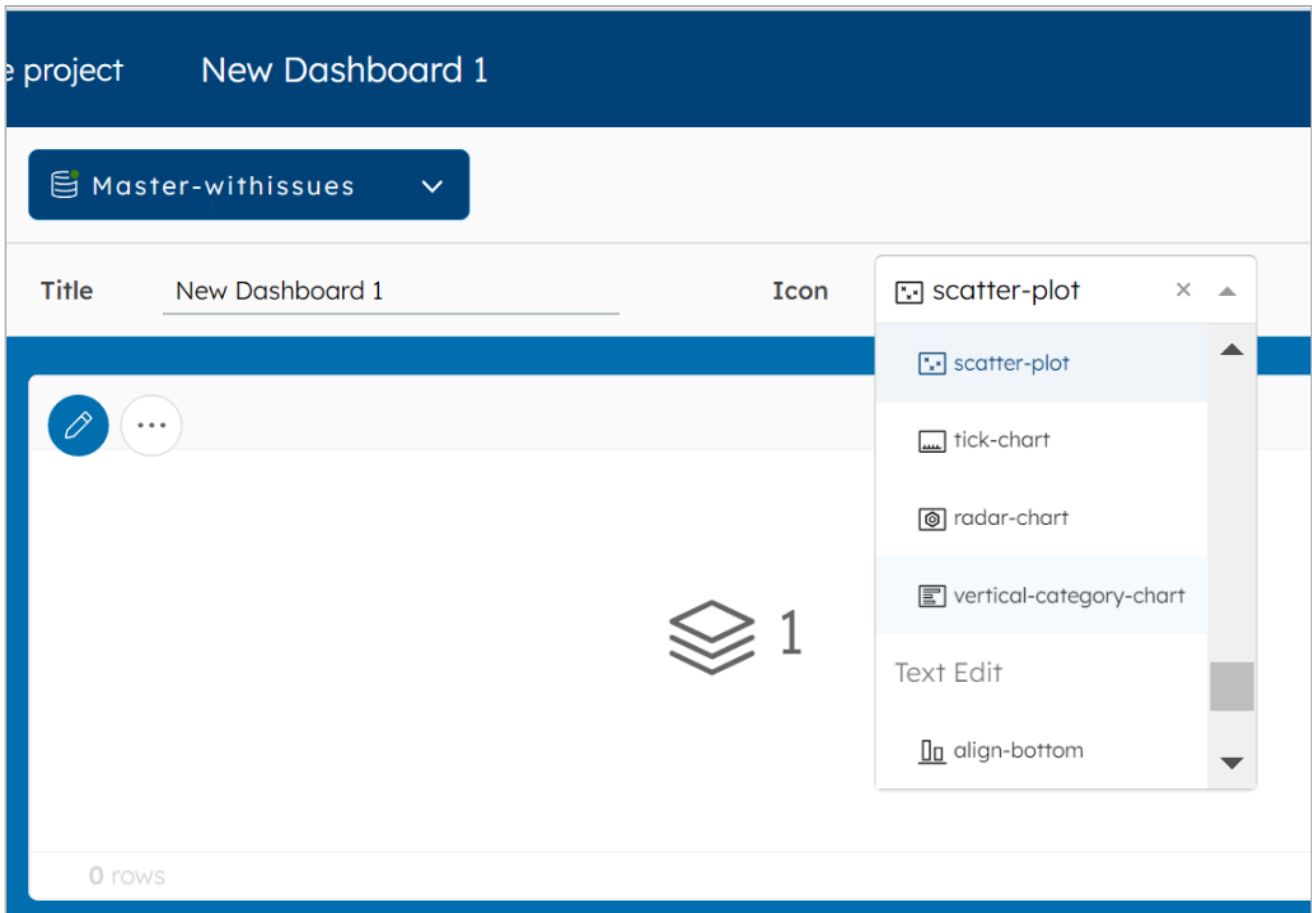 e project New Dashboard 1
Master-withissues
Title New Dashboard 1 Icon scatter-plot
scatter-plot
tick-chart
radar-chart
vertical-category-chart
1
Text Edit
align-bottom
0 rows